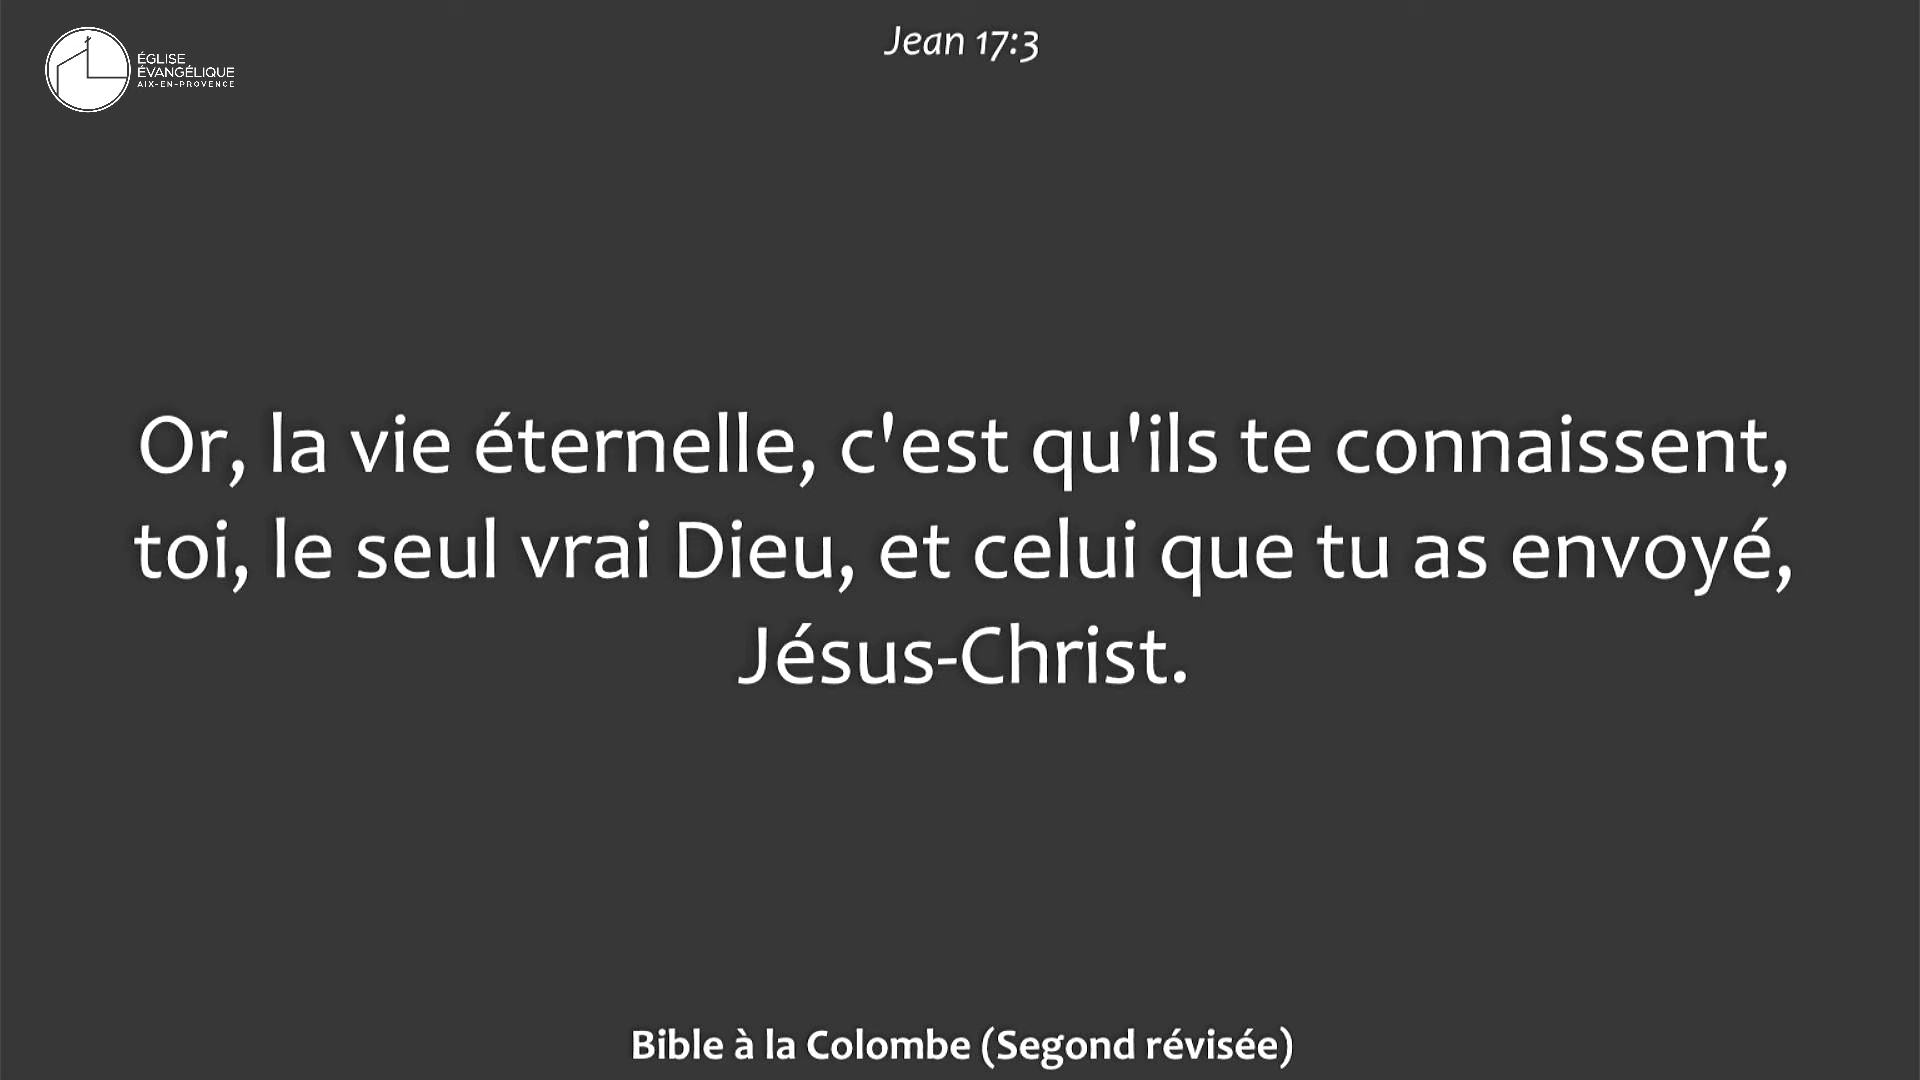 ÉGLISE
ÉVANGÉLIQUE
AIX-EN-PROVENCE
Jean 17:3
Or, la vie éternelle, c'est qu'ils te connaissent,
toi, le seul vrai Dieu, et celui que tu as envoyé,
Jésus-Christ.
Bible à la Colombe (Segond révisée)